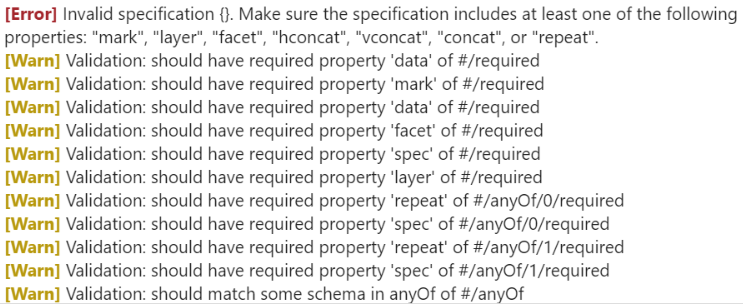 [Error] Invalid specification {}. Make sure the specification includes at least one of the following
properties: "mark", "layer", "facet", "hconcat", "vconcat", "concat", or "repeat".
[Warn] Validation: should have required property 'data' of #/required
[Warn] Validation: should have required property 'mark' of #/required
[Warn] Validation: should have required property 'data' of #/required
[Warn] Validation: should have required property 'facet' of #/required
[Warn] Validation: should have required property 'spec' of #/required
[Warn] Validation: should have required property 'layer' of #/required
[Warn] Validation: should have required property 'repeat' of #/anyOf/0/required
[Warn] Validation: should have required property 'spec' of #/anyOf/0/required
[Warn] Validation: should have required property 'repeat' of #/anyOf/1/required
[Warn] Validation: should have required property 'spec' of #/anyOf/1/required
[Warn] Validation: should match some schema in anyOf of #/anyOf